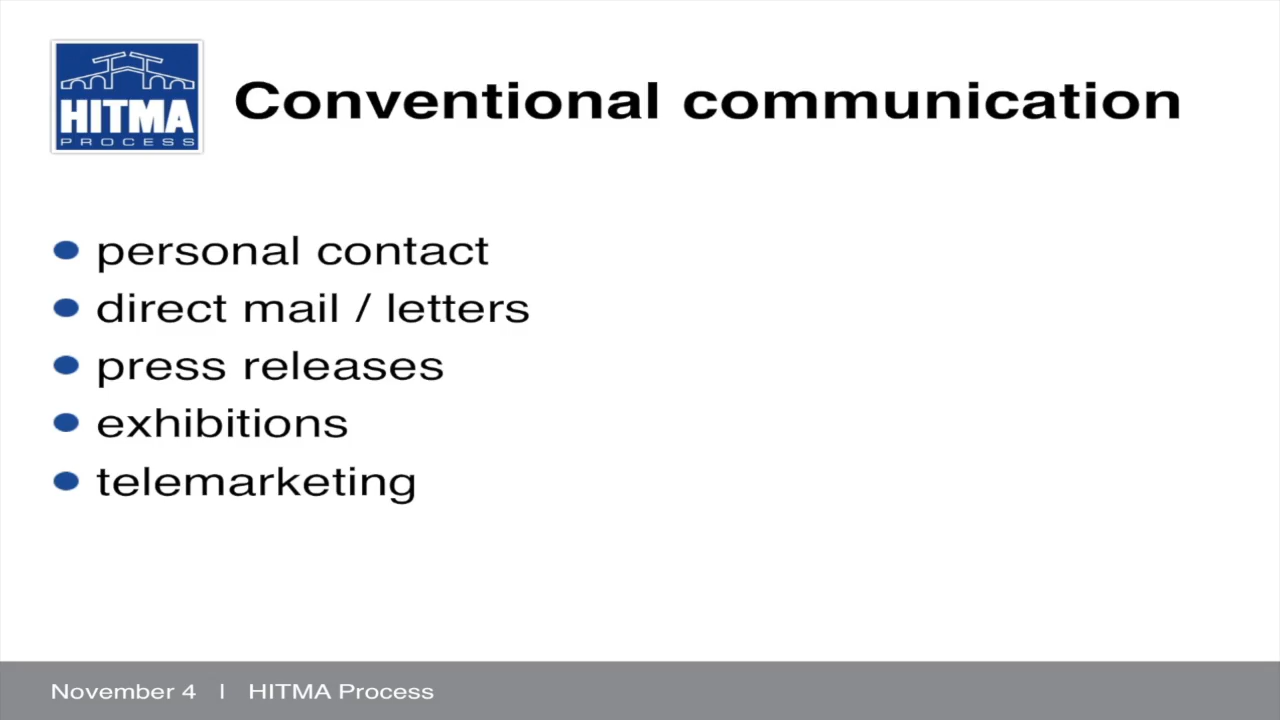 HITMA
PROCESS
Conventional communication
personal contact
direct mail / letters
press releases
exhibitions
telemarketing
November 4 | HITMA Process